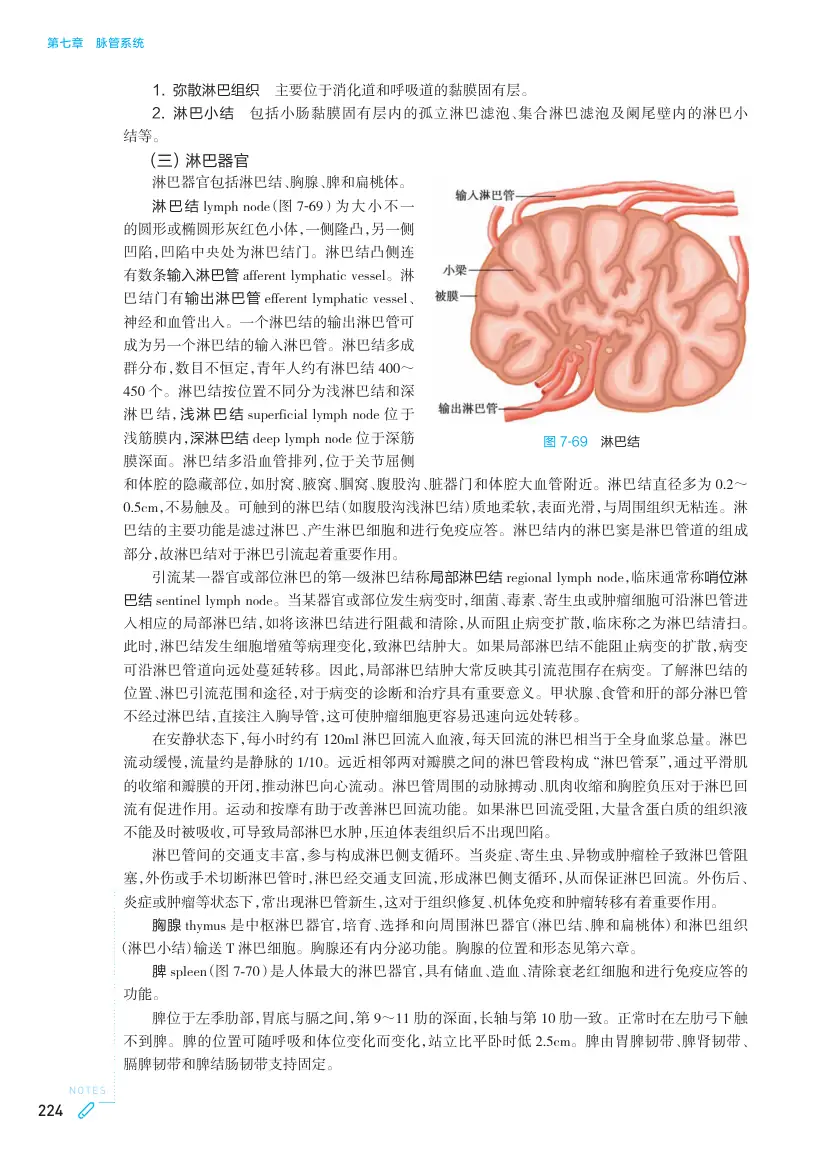 第七章 脉管系统
1. 弥散淋巴组织 主要位于消化道和呼吸道的黏膜固有层。
2. 淋巴小结 包括小肠黏膜固有层内的孤立淋巴滤泡、集合淋巴滤泡及阑尾壁内的淋巴小
结等。
(三) 淋巴器官
淋巴器官包括淋巴结、胸腺、脾和扁桃体。
淋巴结 lymph node(图 7-69) 为大小不一
的圆形或椭圆形灰红色小体,一侧隆凸,另一侧
凹陷,凹陷中央处为淋巴结门。淋巴结凸侧连
有数条输入淋巴管 afferent lymphatic vessel。淋
巴结门有输出淋巴管 efferent lymphatic vessel、
神经和血管出入。一个淋巴结的输出淋巴管可
成为另一个淋巴结的输入淋巴管。淋巴结多成
群分布,数目不恒定,青年人约有淋巴结 400～
450 个。淋巴结按位置不同分为浅淋巴结和深
淋巴结,浅淋巴结 superficial lymph node 位于
浅筋膜内,深淋巴结 deep lymph node 位于深筋
膜深面。淋巴结多沿血管排列,位于关节屈侧
输入淋巴管
小梁
被膜
输出淋巴管
图 7-69 淋巴结
和体腔的隐藏部位,如肘窝、腋窝、腘窝、腹股沟、脏器门和体腔大血管附近。淋巴结直径多为 0.2～
0.5cm,不易触及。可触到的淋巴结(如腹股沟浅淋巴结)质地柔软,表面光滑,与周围组织无粘连。淋
巴结的主要功能是滤过淋巴、产生淋巴细胞和进行免疫应答。淋巴结内的淋巴窦是淋巴管道的组成
部分,故淋巴结对于淋巴引流起着重要作用。
引流某一器官或部位淋巴的第一级淋巴结称局部淋巴结 regional lymph node,临床通常称哨位淋
巴结 sentinel lymph node。当某器官或部位发生病变时,细菌、毒素、寄生虫或肿瘤细胞可沿淋巴管进
入相应的局部淋巴结,如将该淋巴结进行阻截和清除,从而阻止病变扩散,临床称之为淋巴结清扫。
此时,淋巴结发生细胞增殖等病理变化,致淋巴结肿大。如果局部淋巴结不能阻止病变的扩散,病变
可沿淋巴管道向远处蔓延转移。因此,局部淋巴结肿大常反映其引流范围存在病变。了解淋巴结的
位置、淋巴引流范围和途径,对于病变的诊断和治疗具有重要意义。甲状腺、食管和肝的部分淋巴管
不经过淋巴结,直接注入胸导管,这可使肿瘤细胞更容易迅速向远处转移。
在安静状态下,每小时约有 120ml 淋巴回流入血液,每天回流的淋巴相当于全身血浆总量。淋巴
流动缓慢,流量约是静脉的 1/10。远近相邻两对瓣膜之间的淋巴管段构成 “淋巴管泵”,通过平滑肌
的收缩和瓣膜的开闭,推动淋巴向心流动。淋巴管周围的动脉搏动、肌肉收缩和胸腔负压对于淋巴回
流有促进作用。运动和按摩有助于改善淋巴回流功能。如果淋巴回流受阻,大量含蛋白质的组织液
不能及时被吸收,可导致局部淋巴水肿,压迫体表组织后不出现凹陷。
淋巴管间的交通支丰富,参与构成淋巴侧支循环。当炎症、寄生虫、异物或肿瘤栓子致淋巴管阻
塞,外伤或手术切断淋巴管时,淋巴经交通支回流,形成淋巴侧支循环,从而保证淋巴回流。外伤后、
炎症或肿瘤等状态下,常出现淋巴管新生,这对于组织修复、机体免疫和肿瘤转移有着重要作用。
胸腺 thymus 是中枢淋巴器官,培育、选择和向周围淋巴器官(淋巴结、脾和扁桃体)和淋巴组织
(淋巴小结)输送 T 淋巴细胞。胸腺还有内分泌功能。胸腺的位置和形态见第六章。
脾 spleen(图 7-70)是人体最大的淋巴器官,具有储血、造血、清除衰老红细胞和进行免疫应答的
功能。
脾位于左季肋部,胃底与膈之间,第 9～11 肋的深面,长轴与第 10 肋一致。正常时在左肋弓下触
不到脾。脾的位置可随呼吸和体位变化而变化,站立比平卧时低 2.5cm。脾由胃脾韧带、脾肾韧带、
膈脾韧带和脾结肠韧带支持固定。
NOTES
224